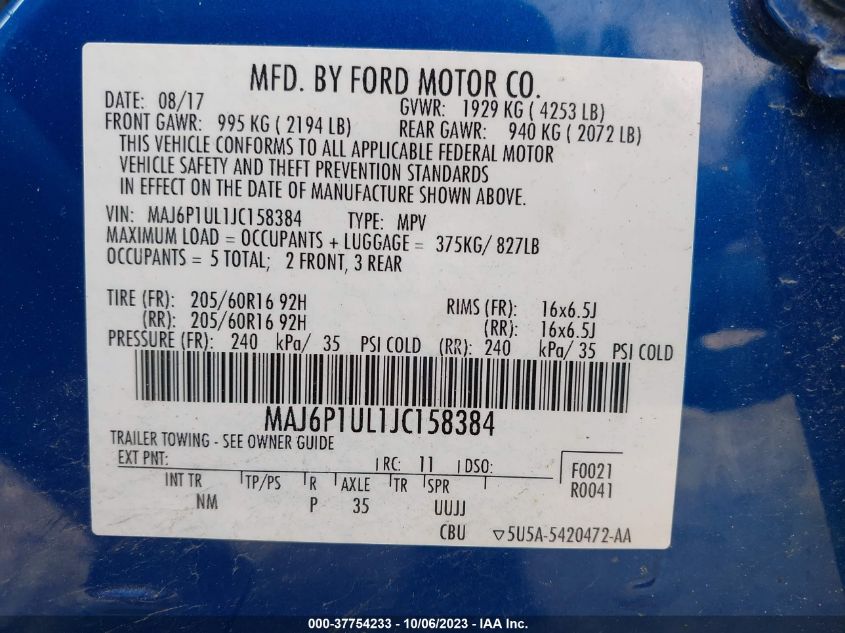 MFD. BY FORD MOTOR CO.
DATE: 08/17 GVWR: 1929 KG ( 4253 LB)
FRONT GAWR: 995 KG ( 2194 LB) REAR GAWR: 940 KG ( 2072 LB)
THIS VEHICLE CONFORMS TO ALL APPLICABLE FEDERAL MOTOR
VEHICLE SAFETY AND THEFT PREVENTION STANDARDS
IN EFFECT ON THE DATE OF MANUFACTURE SHOWN ABOVE.
VIN: MAJ6P1UL1JC158384 TYPE: MPV
MAXIMUM LOAD = OCCUPANTS + LUGGAGE = 375KG/ 827LB
OCCUPANTS = 5 TOTAL; 2 FRONT, 3 REAR
TIRE (FR): 205/60R16 92H RIMS (FR): 16x6.5J
(RR): 205/60R16 92H (RR): 16x6.5J
PRESSURE (FR): 240 kPa/ 35 PSI COLD (RR): 240 kPa/ 35 PSI COLD
MAJ6P1UL1JC158384
TRAILER TOWING - SEE OWNER GUIDE
EXT PNT: RC: 11 DSO: F0021
R0041
INT TR TP/PS R AXLE TR SPR
NM P 35 UUJJ
CBU ▽5U5A-5420472-AA
000-37754233 - 10/06/2023 - IAA Inc.